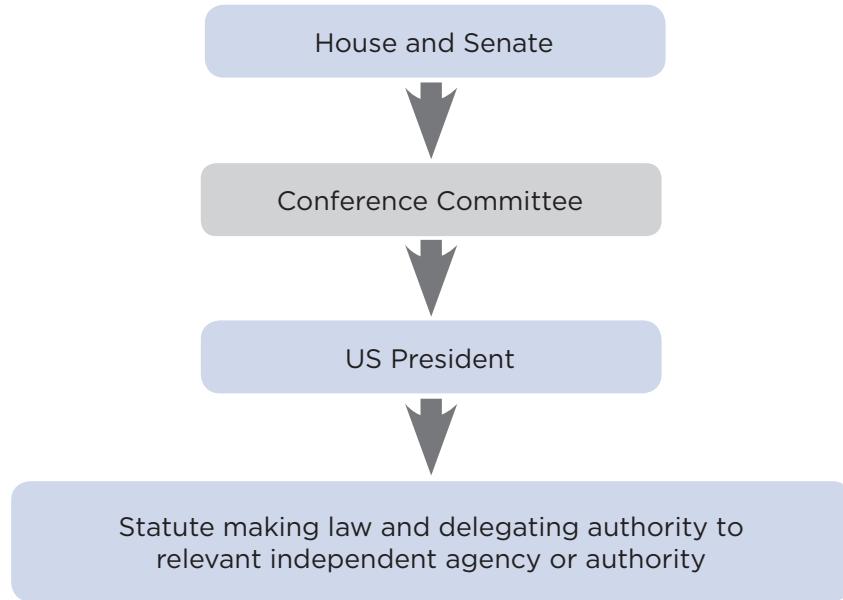 House and Senate
Conference Committee
US President
Statute making law and delegating authority to
relevant independent agency or authority